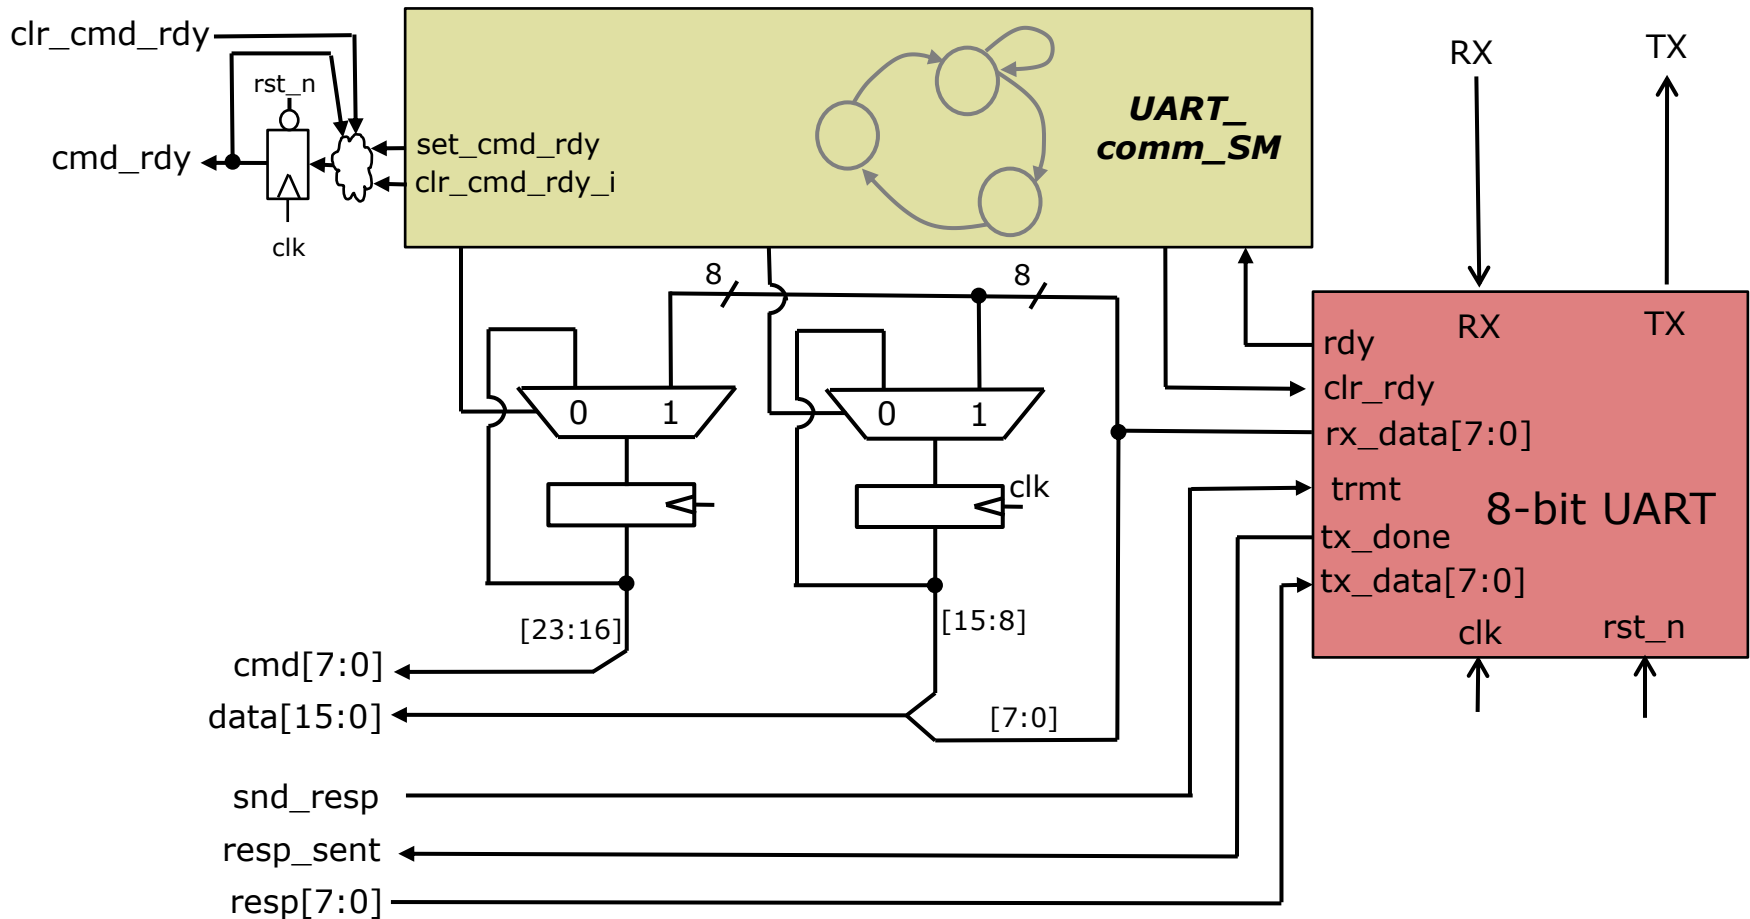 clr_cmd_rdy
rst_n
cmd_rdy
clk
set_cmd_rdy
clr_cmd_rdy_i
UART_
comm_SM
RX
TX
8
8
0
1
0
1
clk
[23:16]
[15:8]
[7:0]
cmd[7:0]
data[15:0]
snd_resp
resp_sent
resp[7:0]
RX
TX
rdy
clr_rdy
rx_data[7:0]
trmt
8-bit UART
tx_done
tx_data[7:0]
clk
rst_n